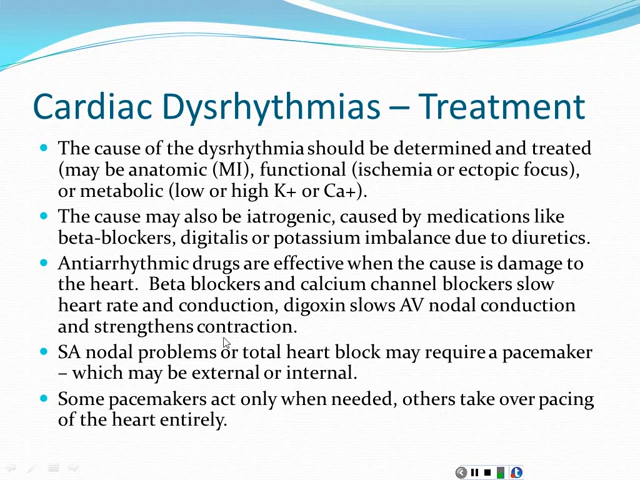 Cardiac Dysrhythmias – Treatment
• The cause of the dysrhythmia should be determined and treated
(may be anatomic (MI), functional (ischemia or ectopic focus),
or metabolic (low or high K+ or Ca+).
• The cause may also be iatrogenic, caused by medications like
beta-blockers, digitalis or potassium imbalance due to diuretics.
• Antiarrhythmic drugs are effective when the cause is damage to
the heart.  Beta blockers and calcium channel blockers slow
heart rate and conduction, digoxin slows AV nodal conduction
and strengthens contraction.
• SA nodal problems or total heart block may require a pacemaker
– which may be external or internal.
• Some pacemakers act only when needed, others take over pacing
of the heart entirely.